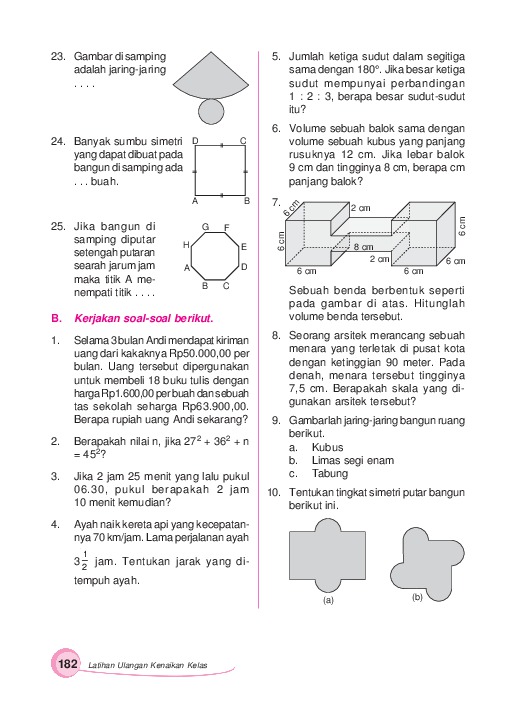 23. Gambar di samping
adalah jaring-jaring
. . . .
24. Banyak sumbu simetri
yang dapat dibuat pada
bangun di samping ada
. . . buah.
D C
A B
25. Jika bangun di
samping diputar
setengah putaran
searah jarum jam
maka titik A me-
nempati titik . . . .
G F
H E
A D
B C
B. Kerjakan soal-soal berikut.
1. Selama 3 bulan Andi mendapat kiriman
uang dari kakaknya Rp50.000,00 per
bulan. Uang tersebut dipergunakan
untuk membeli 18 buku tulis dengan
harga Rp1.600,00 per buah dan sebuah
tas sekolah seharga Rp63.900,00.
Berapa rupiah uang Andi sekarang?
2. Berapakah nilai n, jika 27² + 36² + n
= 45²?
3. Jika 2 jam 25 menit yang lalu pukul
06.30, pukul berapakah 2 jam
10 menit kemudian?
4. Ayah naik kereta api yang kecepatan-
nya 70 km/jam. Lama perjalanan ayah
3 1/2 jam. Tentukan jarak yang di-
tempuh ayah.
5. Jumlah ketiga sudut dalam segitiga
sama dengan 180°. Jika besar ketiga
sudut mempunyai perbandingan
1 : 2 : 3, berapa besar sudut-sudut
itu?
6. Volume sebuah balok sama dengan
volume sebuah kubus yang panjang
rusuknya 12 cm. Jika lebar balok
9 cm dan tingginya 8 cm, berapa cm
panjang balok?
7. 6 cm
2 cm
6 cm
6 cm
8 cm
2 cm
6 cm
6 cm
6 cm
Sebuah benda berbentuk seperti
pada gambar di atas. Hitunglah
volume benda tersebut.
8. Seorang arsitek merancang sebuah
menara yang terletak di pusat kota
dengan ketinggian 90 meter. Pada
denah, menara tersebut tingginya
7,5 cm. Berapakah skala yang di-
gunakan arsitek tersebut?
9. Gambarlah jaring-jaring bangun ruang
berikut.
a. Kubus
b. Limas segi enam
c. Tabung
10. Tentukan tingkat simetri putar bangun
berikut ini.
(a) (b)
182 Latihan Ulangan Kenaikan Kelas